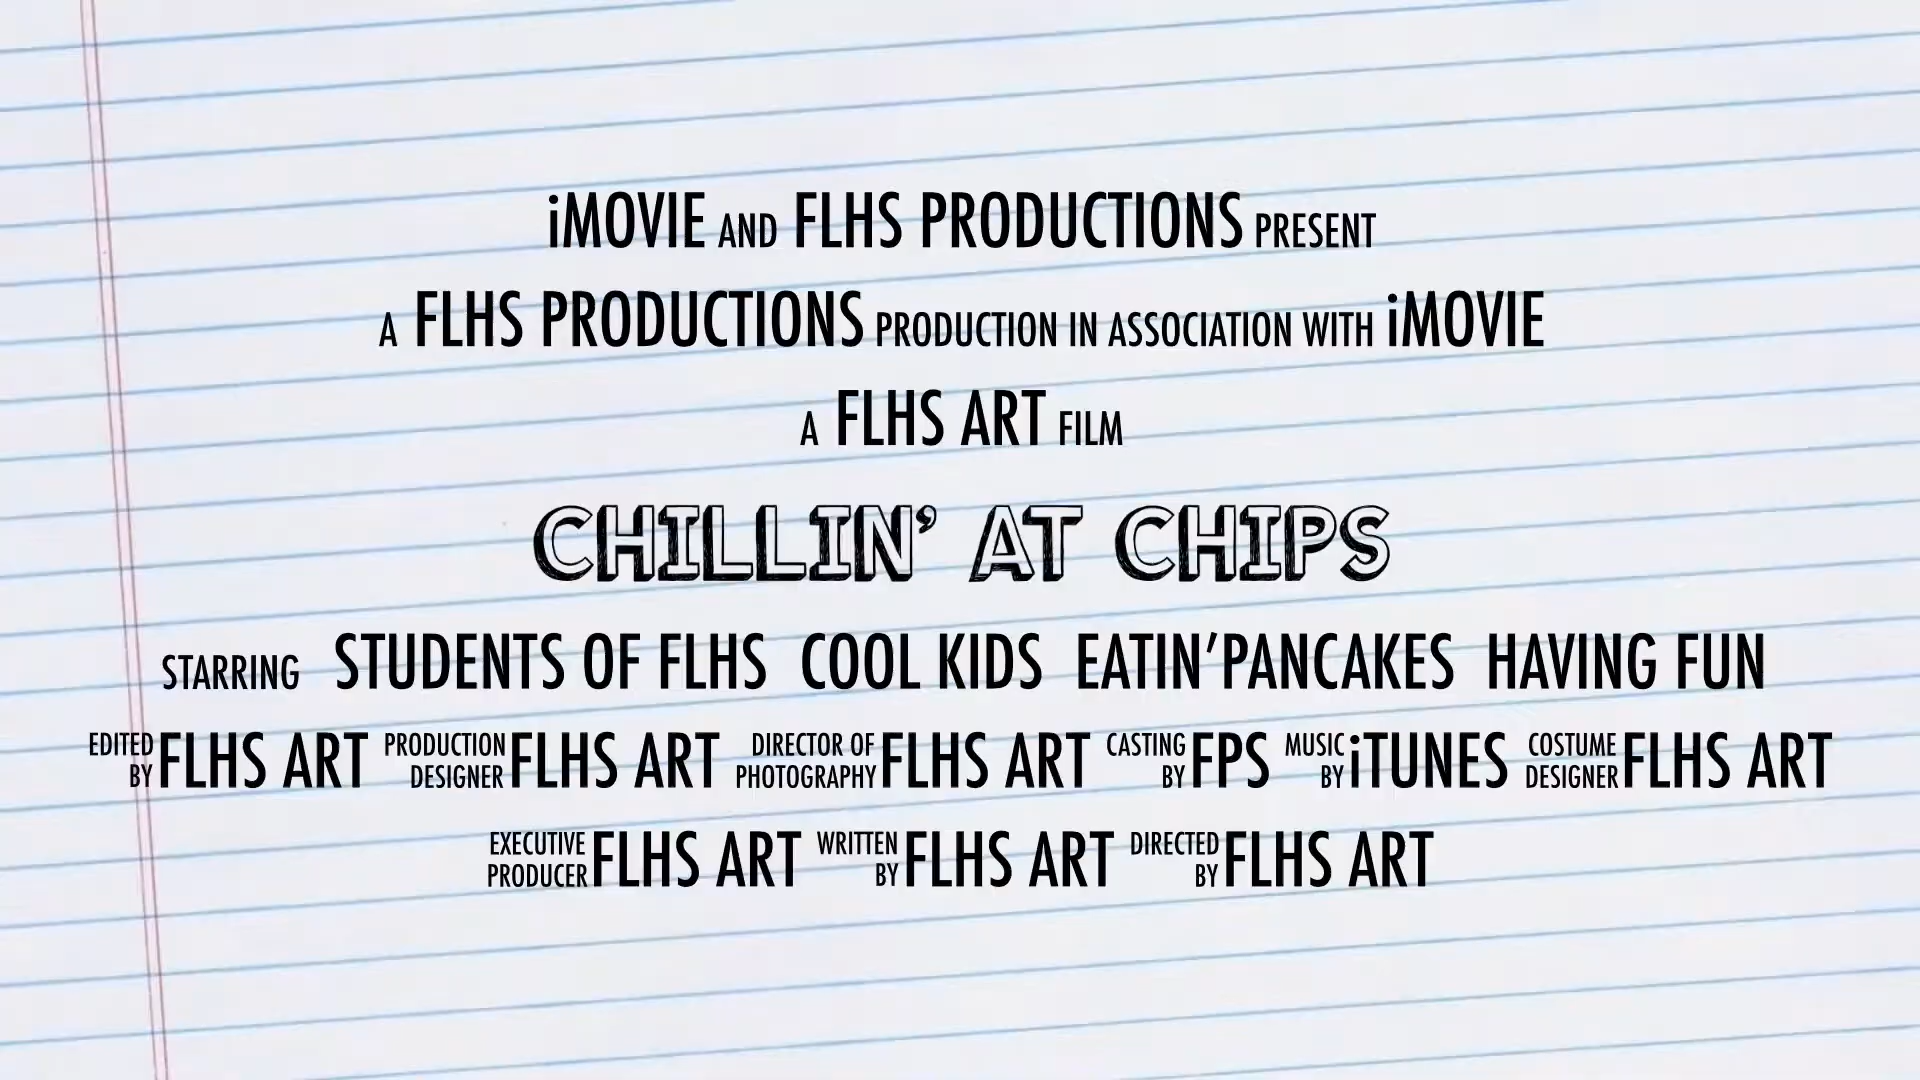 iMOVIE AND FLHS PRODUCTIONS PRESENT
A FLHS PRODUCTIONS PRODUCTION IN ASSOCIATION WITH iMOVIE
A FLHS ART FILM
CHILLIN’ AT CHIPS
STARRING STUDENTS OF FLHS COOL KIDS EATIN’PANCAKES HAVING FUN
EDITED BY FLHS ART PRODUCTION DESIGNER FLHS ART DIRECTOR OF PHOTOGRAPHY FLHS ART CASTING BY FPS MUSIC BY iTUNES COSTUME DESIGNER FLHS ART
EXECUTIVE PRODUCER FLHS ART WRITTEN BY FLHS ART DIRECTED BY FLHS ART